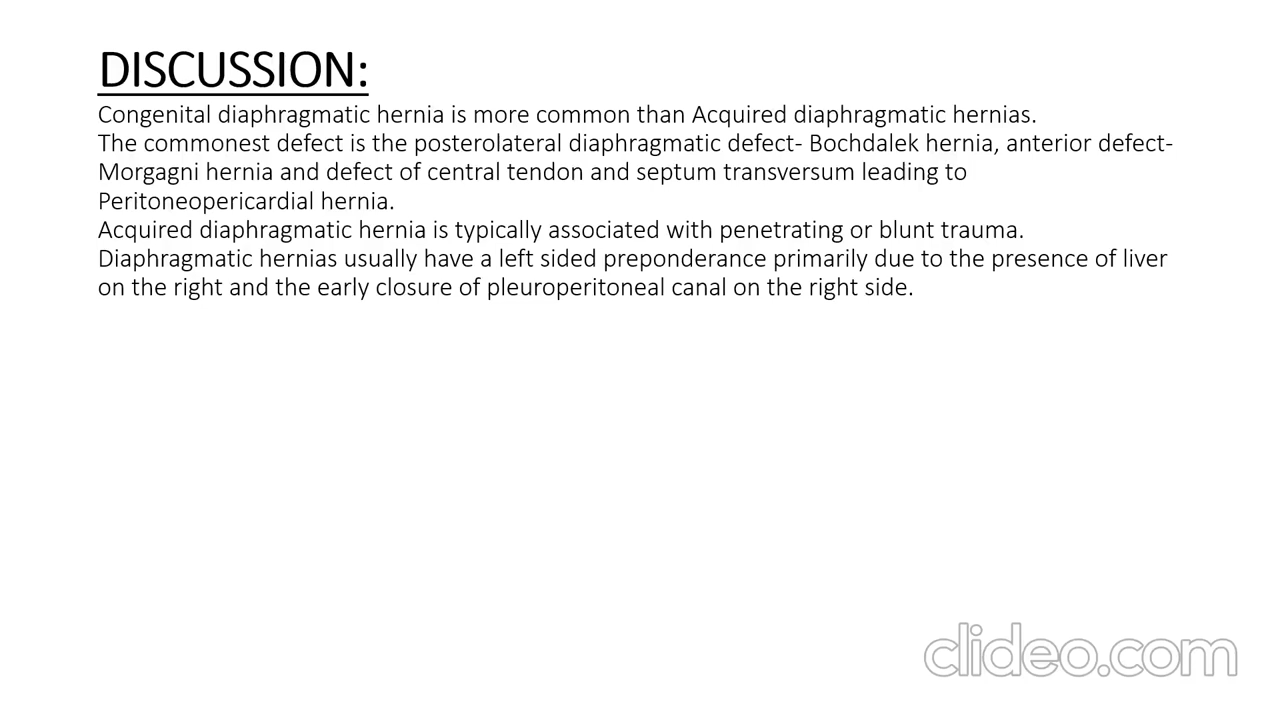 DISCUSSION:
Congenital diaphragmatic hernia is more common than Acquired diaphragmatic hernias.
The commonest defect is the posterolateral diaphragmatic defect- Bochdalek hernia, anterior defect-
Morgagni hernia and defect of central tendon and septum transversum leading to
Peritoneopericardial hernia.
Acquired diaphragmatic hernia is typically associated with penetrating or blunt trauma.
Diaphragmatic hernias usually have a left sided preponderance primarily due to the presence of liver
on the right and the early closure of pleuroperitoneal canal on the right side.
clideo.com